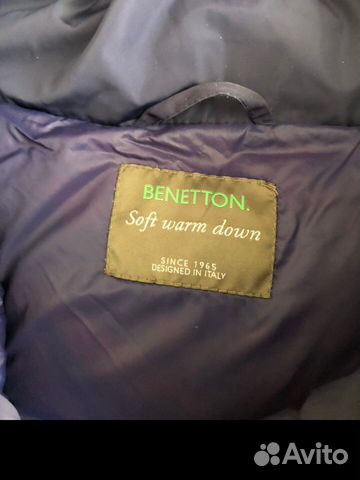 BENETTON.
Soft warm down
SINCE 1965
DESIGNED IN ITALY
Avito